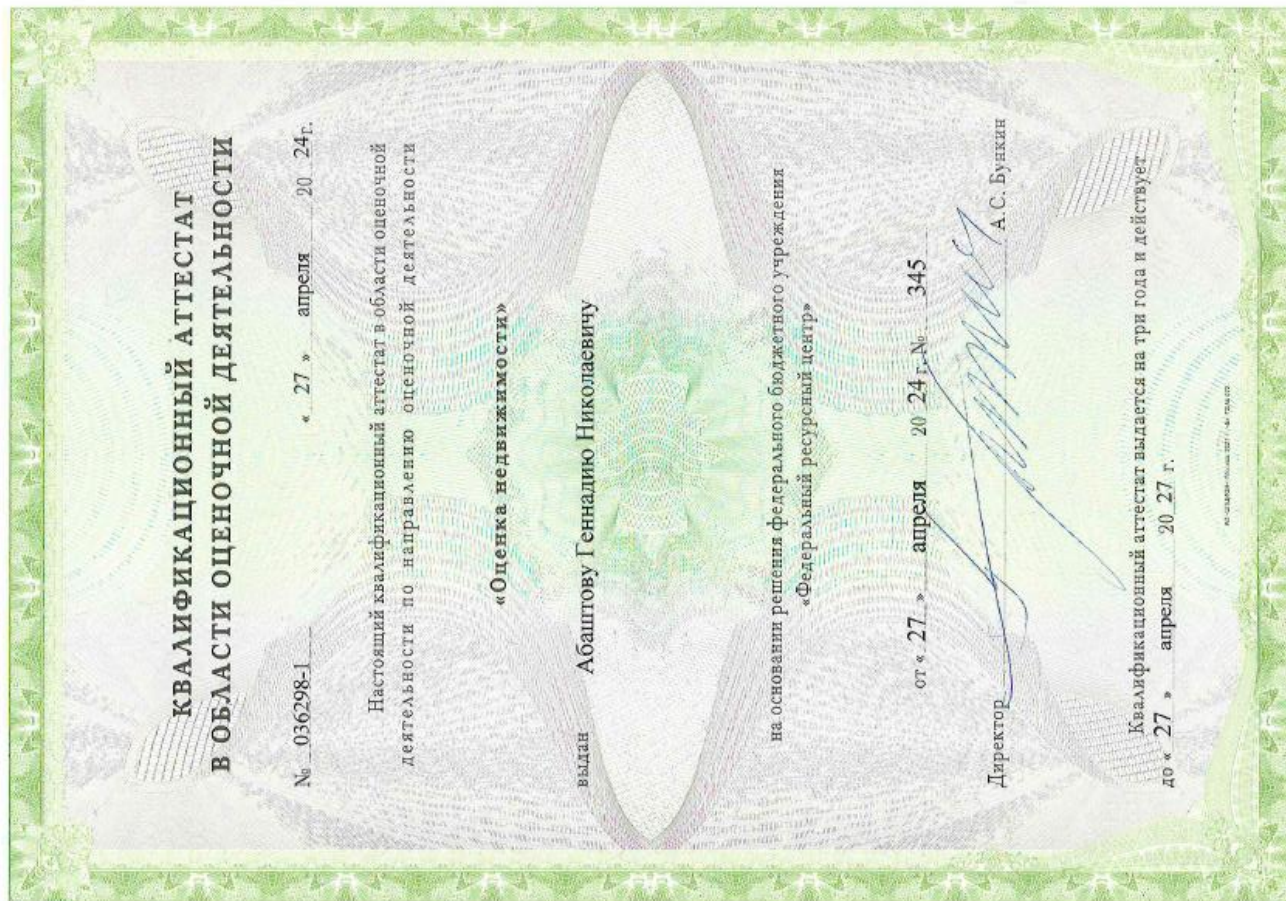 КВАЛИФИКАЦИОННЫЙ АТТЕСТАТ
В ОБЛАСТИ ОЦЕНОЧНОЙ ДЕЯТЕЛЬНОСТИ
№ 036298-1 « 27 » апреля 20 24г.
Настоящий квалификационный аттестат в области оценочной
деятельности по направлению оценочной деятельности
«Оценка недвижимости»
выдан Абаштову Геннадию Николаевичу
на основании решения федерального бюджетного учреждения
«Федеральный ресурсный центр»
от « 27 » апреля 20 24 г. № 345
Директор А.С. Бункин
Квалификационный аттестат выдается на три года и действует
до « 27 » апреля 20 27 г.